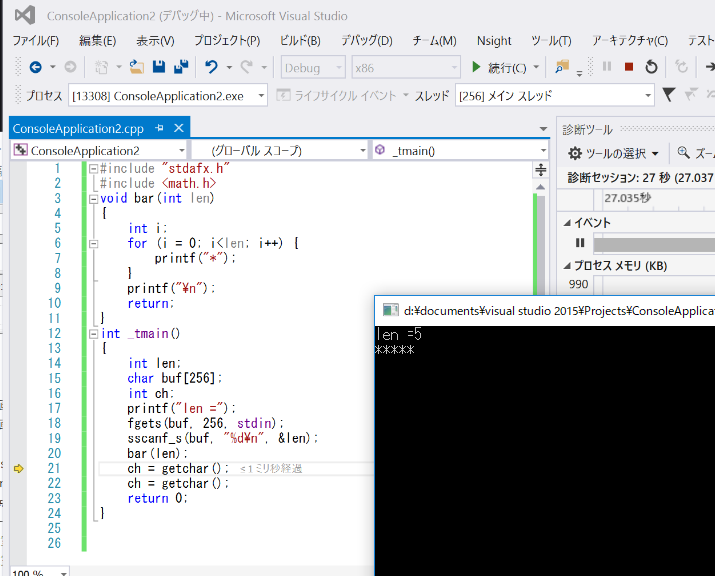 ConsoleApplication2 (デバッグ中) - Microsoft Visual Studio
ファイル(F) 編集(E) 表示(V) プロジェクト(P) ビルド(B) デバッグ(D) チーム(M) Nsight ツール(T) アーキテクチャ(C) テスト
Debug x86 続行(C)
プロセス [13308] ConsoleApplication2.exe ライフサイクル イベント スレッド [256] メイン スレッド
ConsoleApplication2.cpp
ConsoleApplication2 (グローバル スコープ) _tmain()
1 #include "stdafx.h"
2 #include <math.h>
3 void bar(int len)
4 {
5 int i;
6 for (i = 0; i<len; i++) {
7 printf("*");
8 }
9 printf("¥n");
10 return;
11 }
12 int _tmain()
13 {
14 int len;
15 char buf[256];
16 int ch;
17 printf("len =");
18 fgets(buf, 256, stdin);
19 sscanf_s(buf, "%d¥n", &len);
20 bar(len);
21 ch = getchar(); ≤1ミリ秒経過
22 ch = getchar();
23 return 0;
24 }
25
26
100 %
診断ツール
ツールの選択 ズー
診断セッション: 27 秒 (27.037
27.035秒
イベント
プロセス メモリ (KB)
990
d:¥documents¥visual studio 2015¥Projects¥ConsoleApplica
len =5
*****